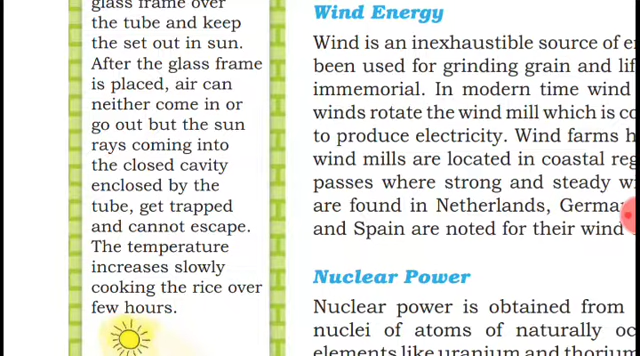 glass frame over
the tube and keep
the set out in sun.
After the glass frame
is placed, air can
neither come in or
go out but the sun
rays coming into
the closed cavity
enclosed by the
tube, get trapped
and cannot escape.
The temperature
increases slowly
cooking the rice over
few hours.
Wind Energy
Wind is an inexhaustible source of
been used for grinding grain and
immemorial. In modern time wind
winds rotate the wind mill which is
to produce electricity. Wind farms
wind mills are located in coastal
passes where strong and steady
are found in Netherlands,
and Spain are noted for their wind
Nuclear Power
Nuclear power is obtained from
nuclei of atoms of naturally
elements like uranium and thorium